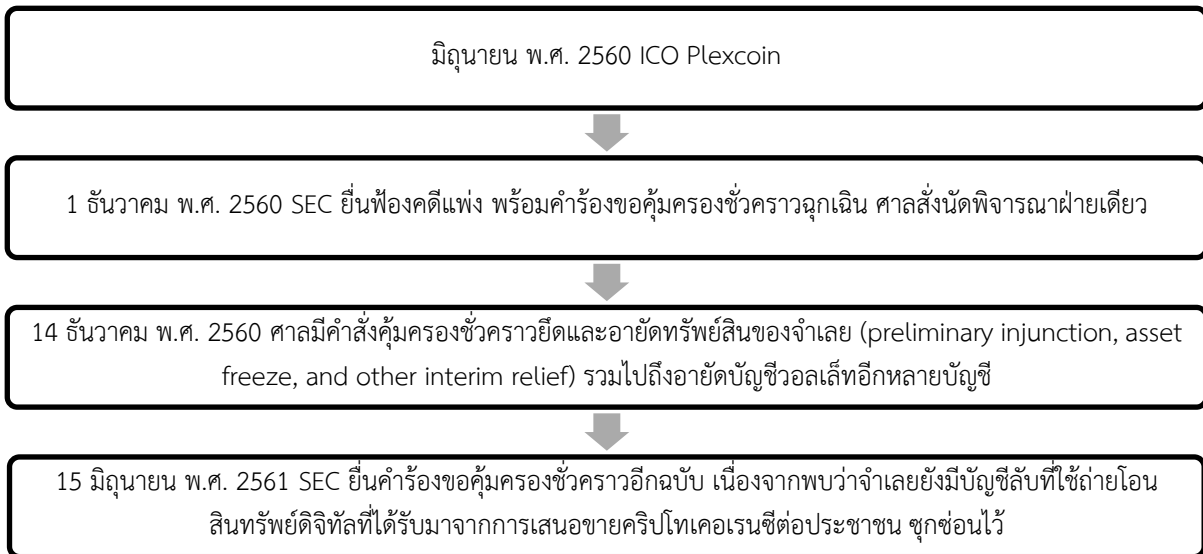 มิถุนายน พ.ศ. 2560 ICO Plexcoin
1 ธันวาคม พ.ศ. 2560 SEC ยื่นฟ้องคดีแพ่ง พร้อมคำร้องขอคุ้มครองชั่วคราวฉุกเฉิน ศาลสั่งนัดพิจารณาฝ่ายเดียว
14 ธันวาคม พ.ศ. 2560 ศาลมีคำสั่งคุ้มครองชั่วคราวยึดและอายัดทรัพย์สินของจำเลย (preliminary injunction, asset
freeze, and other interim relief) รวมไปถึงอายัดบัญชีวอลเล็ทอีกหลายบัญชี
15 มิถุนายน พ.ศ. 2561 SEC ยื่นคำร้องขอคุ้มครองชั่วคราวอีกฉบับ เนื่องจากพบว่าจำเลยยังมีบัญชีลับที่ใช้ถ่ายโอน
สินทรัพย์ดิจิทัลที่ได้รับมาจากการเสนอขายคริปโทเคอเรนซีต่อประชาชน ซุกซ่อนไว้